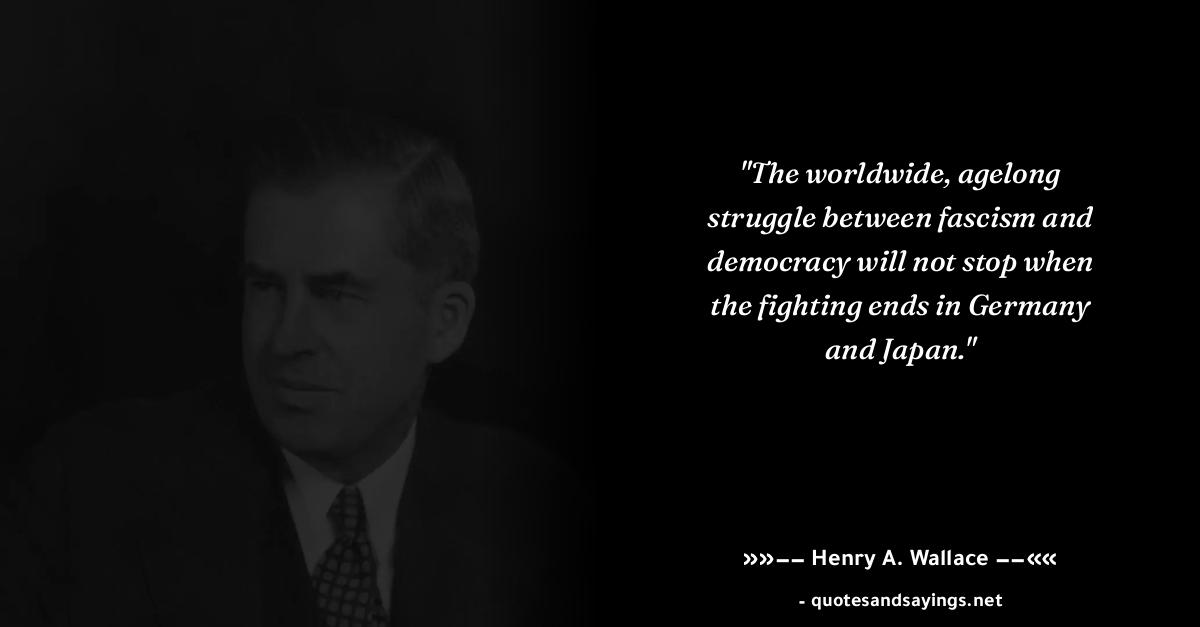 "The worldwide, agelong
struggle between fascism and
democracy will not stop when
the fighting ends in Germany
and Japan."
»»−− Henry A. Wallace −−««
- quotesandsayings.net